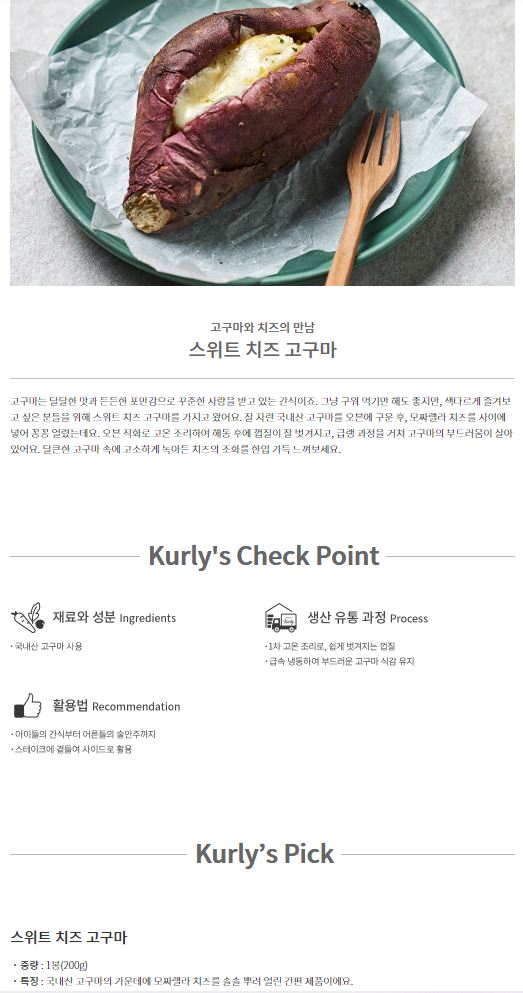 고구마와 치즈의 만남
스위트 치즈 고구마
고구마는 달달한 맛과 든든한 포만감으로 꾸준한 사랑을 받고 있는 간식이죠. 그냥 구워 먹기만 해도 좋지만, 색다르게 즐겨보
고 싶은 분들을 위해 스위트 치즈 고구마를 가지고 왔어요. 잘 자란 국내산 고구마를 오븐에 구운 후, 모짜렐라 치즈를 사이에
넣어 꽁꽁 얼렸는데요. 오븐 직화로 고온 조리하여 해동 후에 껍질이 잘 벗겨지고, 급랭 과정을 거쳐 고구마의 부드러움이 살아
있어요. 달큰한 고구마 속에 고소하게 녹아든 치즈의 조화를 한입 가득 느껴보세요.
Kurly's Check Point
재료와 성분 Ingredients
· 국내산 고구마 사용
생산 유통 과정 Process
· 1차 고온 조리로, 쉽게 벗겨지는 껍질
· 급속 냉동하여 부드러운 고구마 식감 유지
활용법 Recommendation
· 아이들의 간식부터 어른들의 술안주까지
· 스테이크에 곁들여 사이드로 활용
Kurly’s Pick
스위트 치즈 고구마
· 중량 : 1봉(200g)
· 특징 : 국내산 고구마의 가운데에 모짜렐라 치즈를 솔솔 뿌려 얼린 간편 제품이에요.